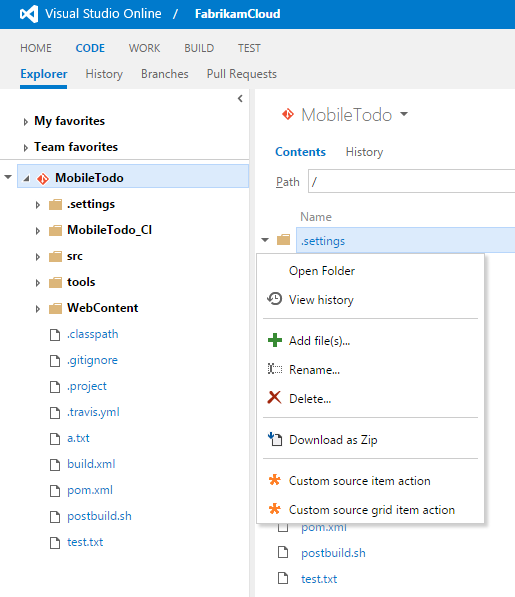 Visual Studio Online / FabrikamCloud
HOME CODE WORK BUILD TEST
Explorer History Branches Pull Requests
My favorites
Team favorites
MobileTodo
.settings
MobileTodo_CI
src
tools
WebContent
.classpath
.gitignore
.project
.travis.yml
a.txt
build.xml
pom.xml
postbuild.sh
test.txt
MobileTodo
Contents History
Path /
Name
.settings
Open Folder
View history
Add file(s)...
Rename...
Delete...
Download as Zip
Custom source item action
Custom source grid item action
pom.xml
postbuild.sh
test.txt